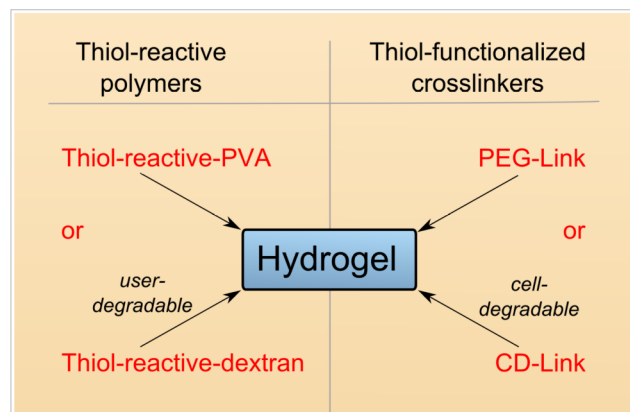 Thiol-reactive
polymers
Thiol-functionalized
crosslinkers
Thiol-reactive-PVA
PEG-Link
or
or
Hydrogel
user-
degradable
cell-
degradable
Thiol-reactive-dextran
CD-Link